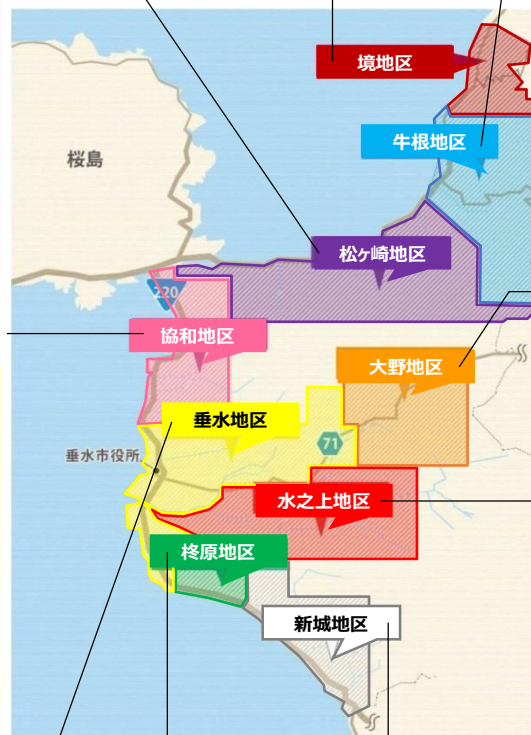 境地区
牛根地区
桜島
松ヶ崎地区
220
協和地区
大野地区
垂水地区
71
垂水市役所
水之上地区
柊原地区
新城地区